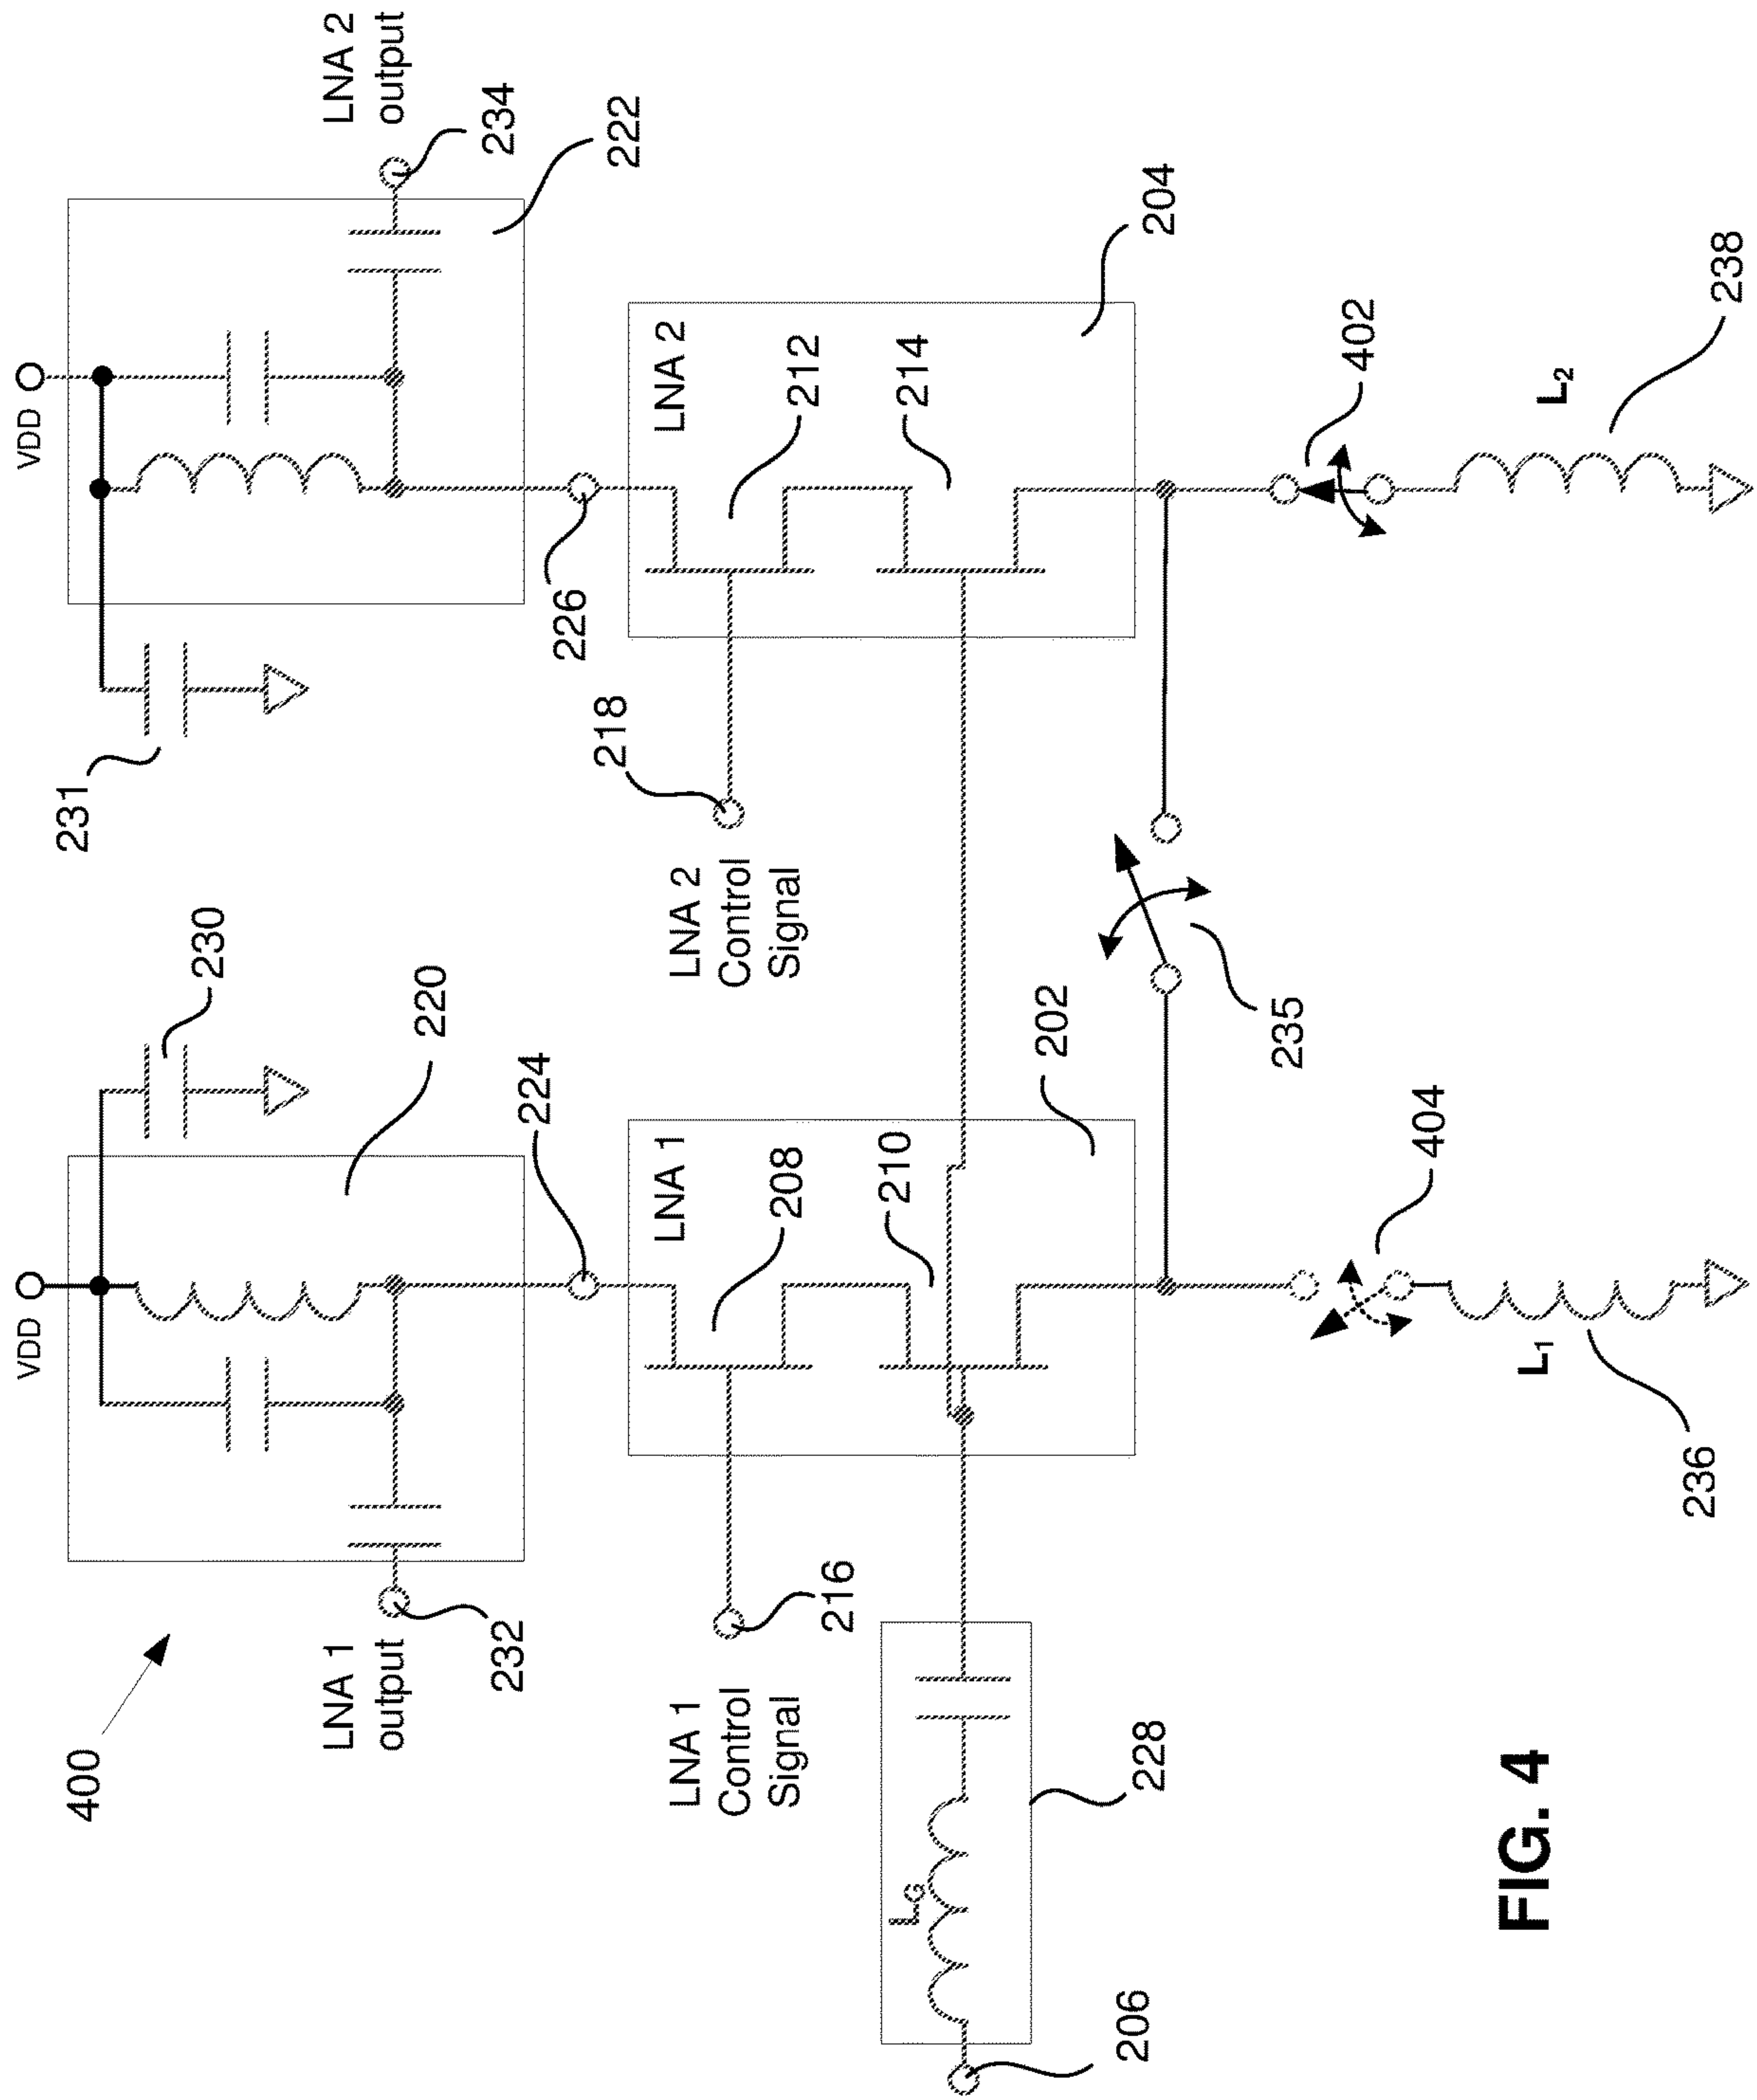 400
VDD
VDD
230
231
220
LNA 1
output
232
LNA 2
output
234
222
224
226
LNA 1
208
210
202
LNA 2
212
214
204
LNA 1
Control
Signal
216
LNA 2
Control
Signal
218
L_G
228
206
235
404
402
L₁
236
L₂
238
FIG. 4